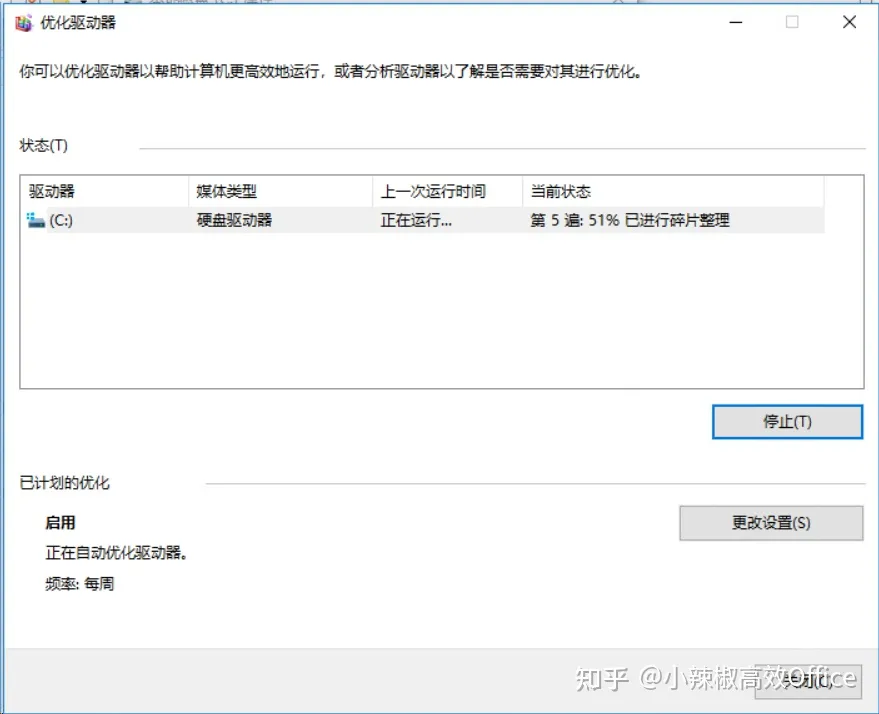 优化驱动器
你可以优化驱动器以帮助计算机更高效地运行，或者分析驱动器以了解是否需要对其进行优化。
状态(T)
驱动器 媒体类型 上一次运行时间 当前状态
(C:) 硬盘驱动器 正在运行... 第 5 遍: 51% 已进行碎片整理
停止(T)
已计划的优化
启用
更改设置(S)
正在自动优化驱动器。
频率: 每周
关闭(C)
知乎 @小辣椒高效Office